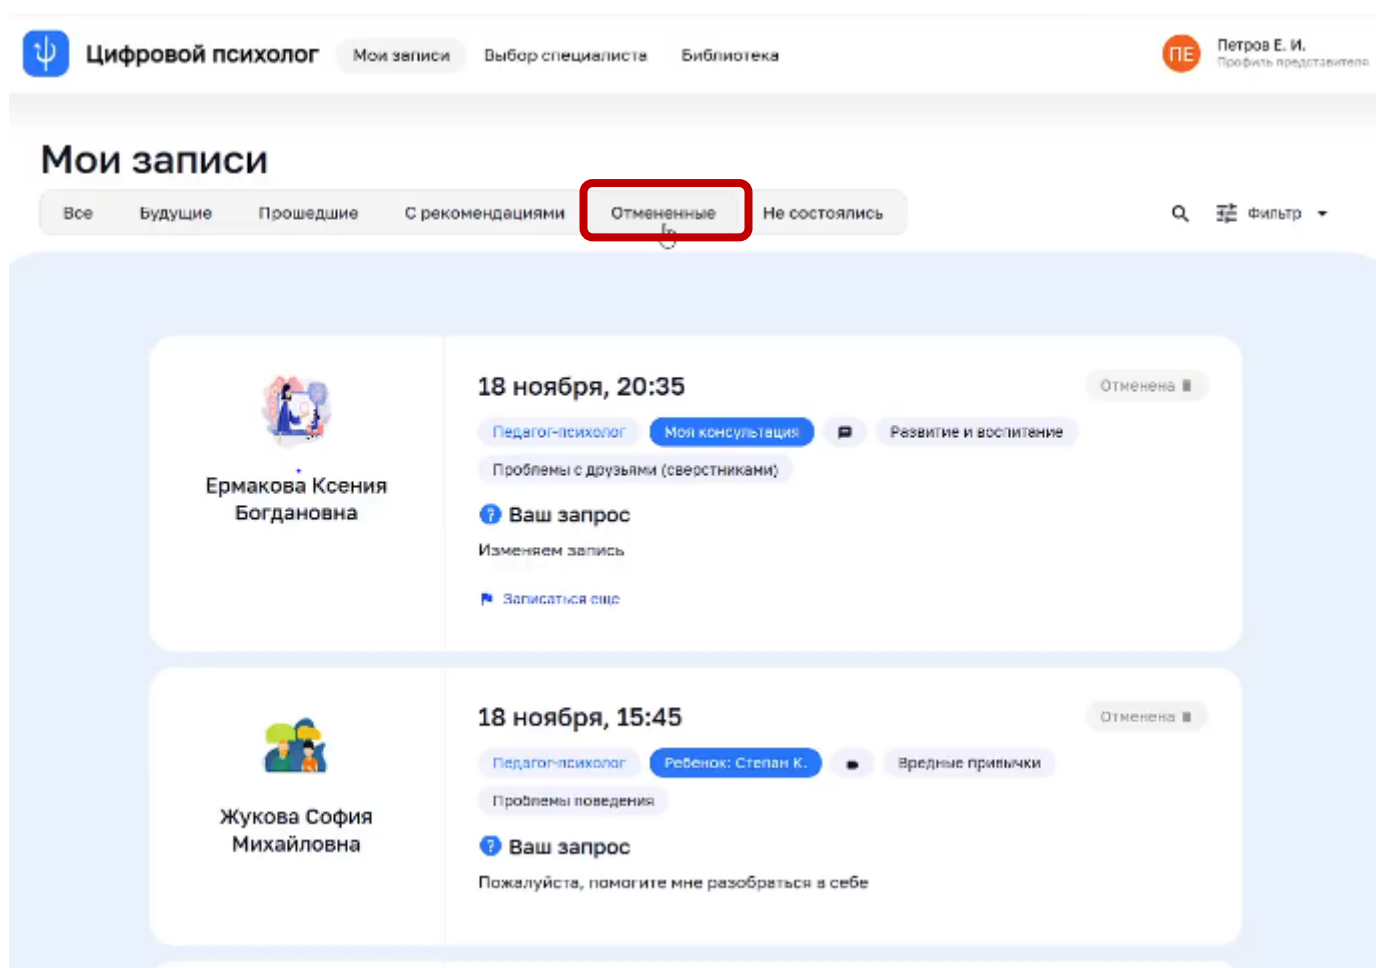 Цифровой психолог Мои записи Выбор специалиста Библиотека ПЕ Петров Е. И.
Профиль представителя
Мои записи
Все Будущие Прошедшие С рекомендациями Отмененные Не состоялись Фильтр
18 ноября, 20:35 Отменена
Педагог-психолог Моя консультация Развитие и воспитание
Проблемы с друзьями (сверстниками)
Ермакова Ксения
Богдановна
Ваш запрос
Изменяем запись
Записаться еще
18 ноября, 15:45 Отменена
Педагог-психолог Ребенок: Степан К. Вредные привычки
Проблемы поведения
Жукова София
Михайловна
Ваш запрос
Пожалуйста, помогите мне разобраться в себе